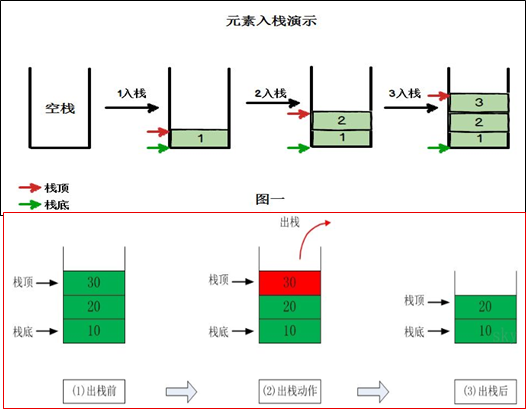 元素入栈演示
空栈 1入栈 2入栈 3入栈
3
2 2
1 1 1
栈顶
栈底
图一
出栈
栈顶 30 栈顶 30
20 20 栈顶 20
栈底 10 栈底 10 栈底 10
(1)出栈前 (2)出栈动作 (3)出栈后